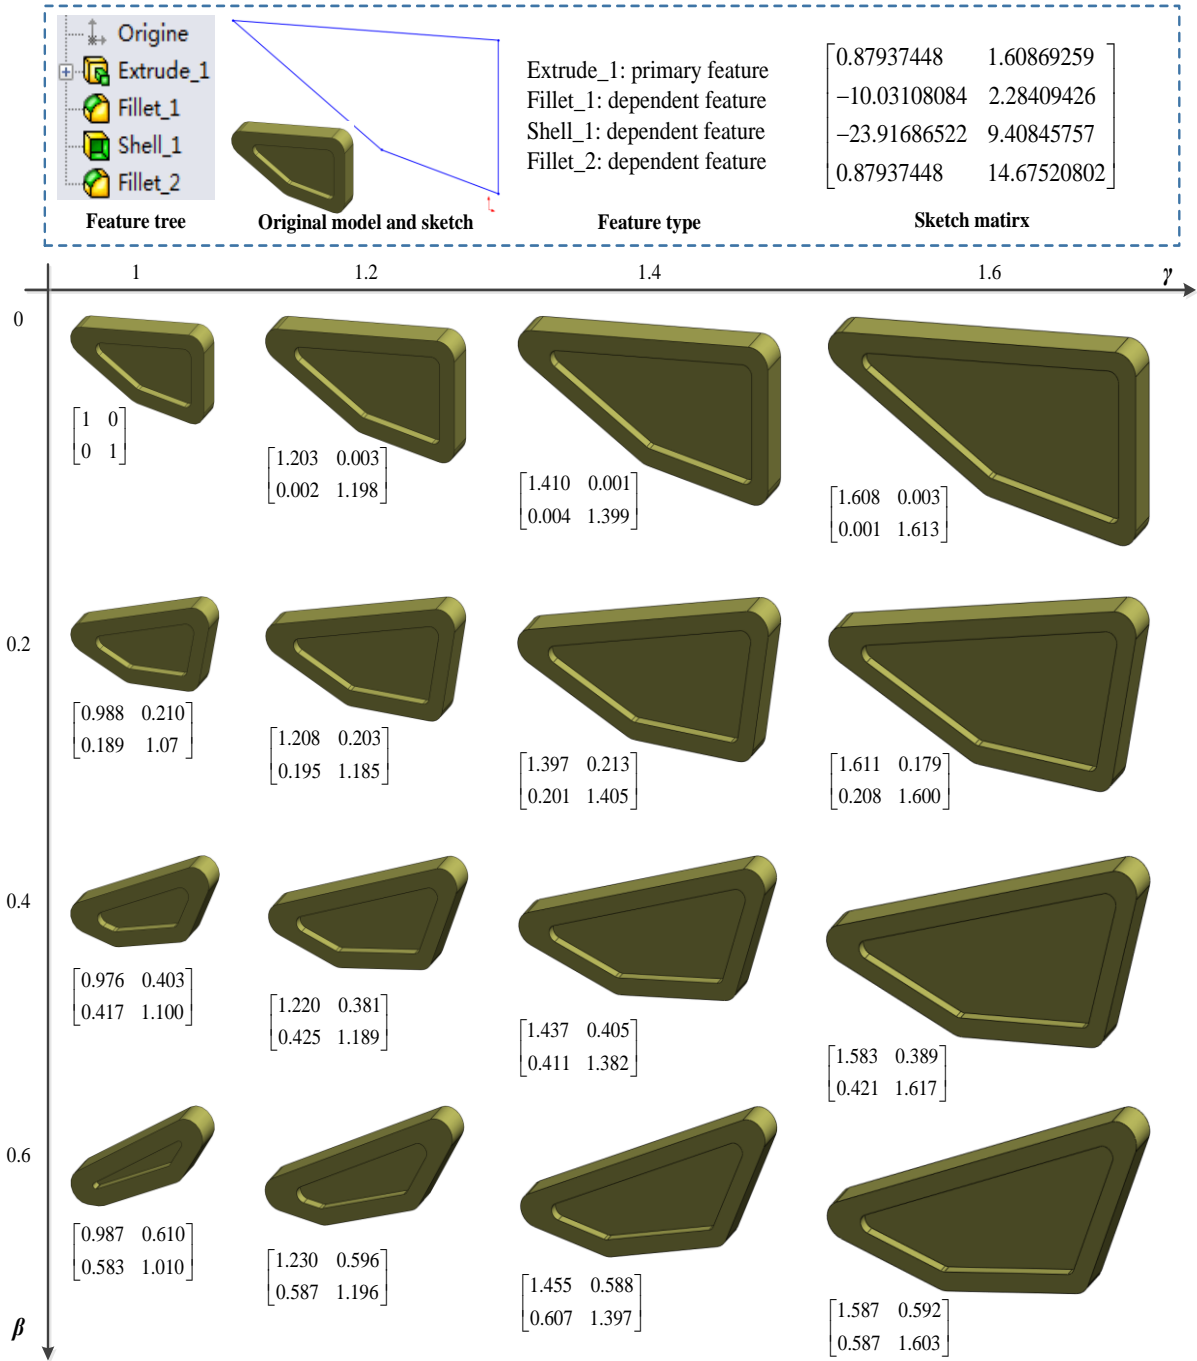 Origine
Extrude_1
Fillet_1
Shell_1
Fillet_2
Feature tree
Original model and sketch
Extrude_1: primary feature
Fillet_1: dependent feature
Shell_1: dependent feature
Fillet_2: dependent feature
Feature type
0.87937448 1.60869259
−10.03108084 2.28409426
−23.91686522 9.40845757
0.87937448 14.67520802
Sketch matirx
1 1.2 1.4 1.6 γ
0
1 0
0 1
1.203 0.003
0.002 1.198
1.410 0.001
0.004 1.399
1.608 0.003
0.001 1.613
0.2
0.988 0.210
0.189 1.07
1.208 0.203
0.195 1.185
1.397 0.213
0.201 1.405
1.611 0.179
0.208 1.600
0.4
0.976 0.403
0.417 1.100
1.220 0.381
0.425 1.189
1.437 0.405
0.411 1.382
1.583 0.389
0.421 1.617
0.6
0.987 0.610
0.583 1.010
1.230 0.596
0.587 1.196
1.455 0.588
0.607 1.397
1.587 0.592
0.587 1.603
β